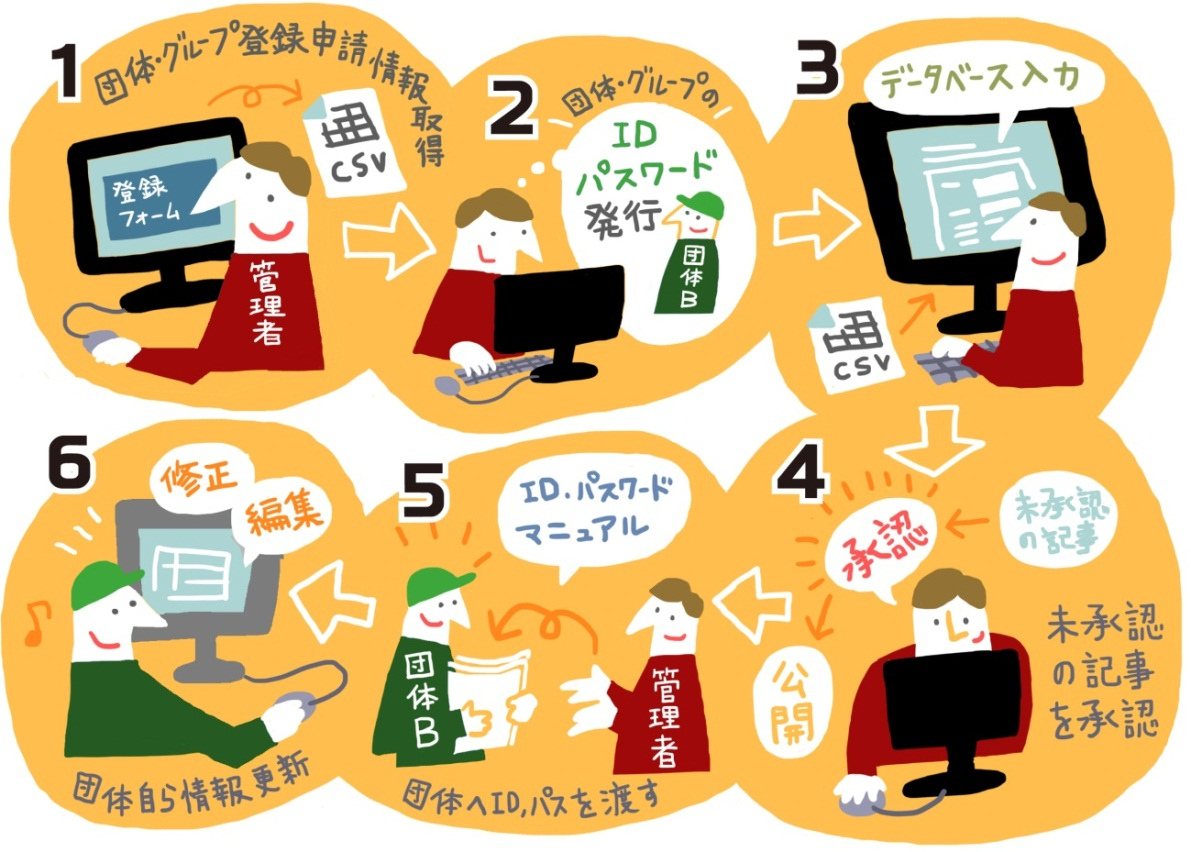 1
団体・グループ登録申請情報
取得
CSV
登録
フォーム
管理者
2
団体・グループの
ID
パスワード
発行
団体B
3
データベース入力
CSV
4
承認
未承認
の記事
公開
未承認
の記事
を承認
5
ID.パスワード
マニュアル
団体B
管理者
団体へID,パスを渡す
6
修正
編集
団体自ら情報更新